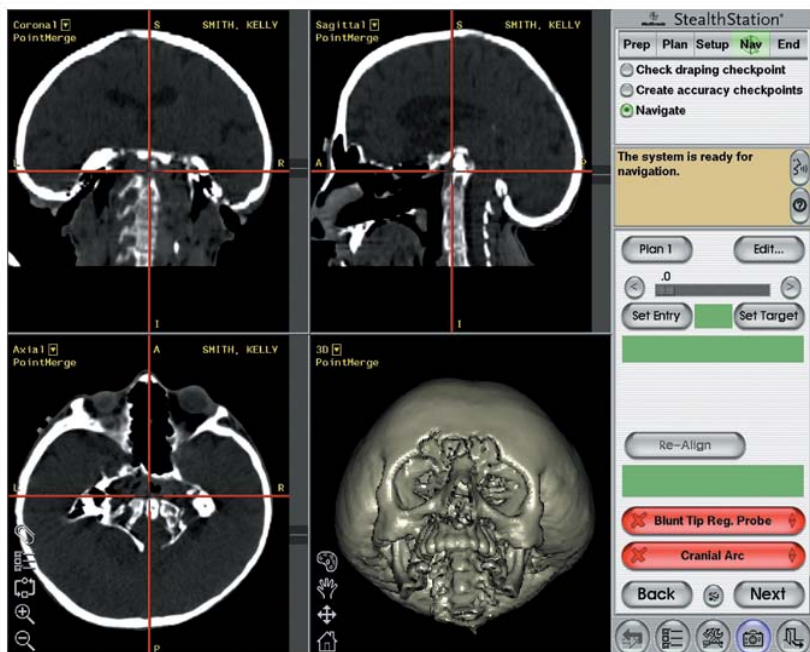 Coronal
SMITH, KELLY
PointMerge
S
L
R
I
Sagittal
SMITH, KELLY
PointMerge
S
A
P
I
Axial
SMITH, KELLY
PointMerge
A
L
R
P
3D
PointMerge
StealthStation®
Prep Plan Setup Nav End
Check draping checkpoint
Create accuracy checkpoints
Navigate
The system is ready for
navigation.
?
Plan 1 Edit...
.0
< >
Set Entry Set Target
Re-Align
Blunt Tip Reg. Probe
Cranial Arc
Back Next